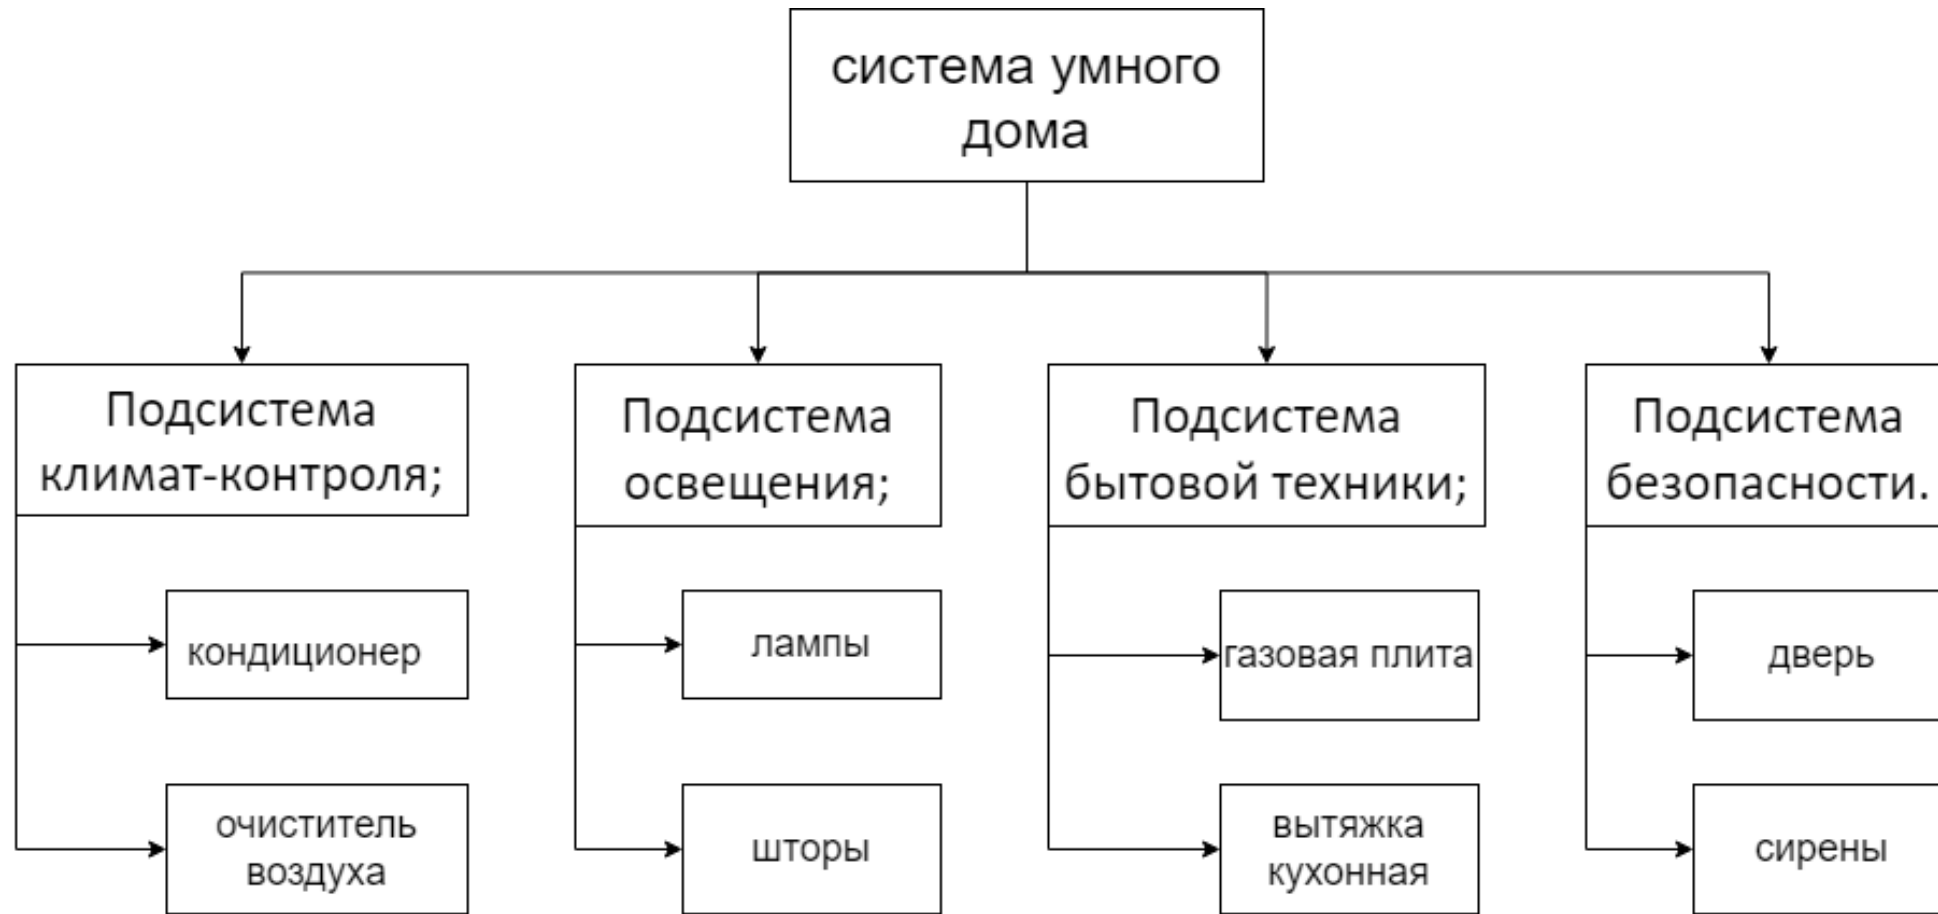 система умного
дома
Подсистема
климат-контроля;
Подсистема
освещения;
Подсистема
бытовой техники;
Подсистема
безопасности.
кондиционер
лампы
газовая плита
дверь
очиститель
воздуха
шторы
вытяжка
кухонная
сирены